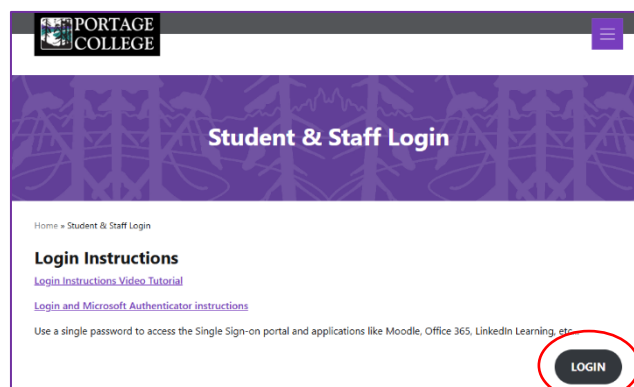 PORTAGE
COLLEGE
Student & Staff Login
Home » Student & Staff Login
Login Instructions
Login Instructions Video Tutorial
Login and Microsoft Authenticator instructions
Use a single password to access the Single Sign-on portal and applications like Moodle, Office 365, LinkedIn Learning, etc
LOGIN